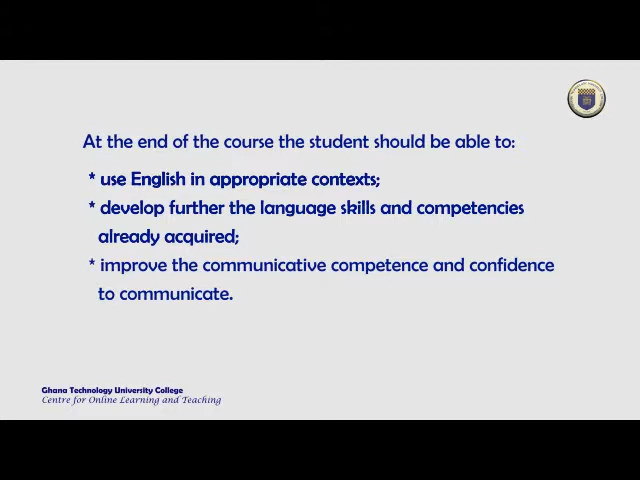 At the end of the course the student should be able to:
* use English in appropriate contexts;
* develop further the language skills and competencies
already acquired;
* improve the communicative competence and confidence
to communicate.
Ghana Technology University College
Centre for Online Learning and Teaching